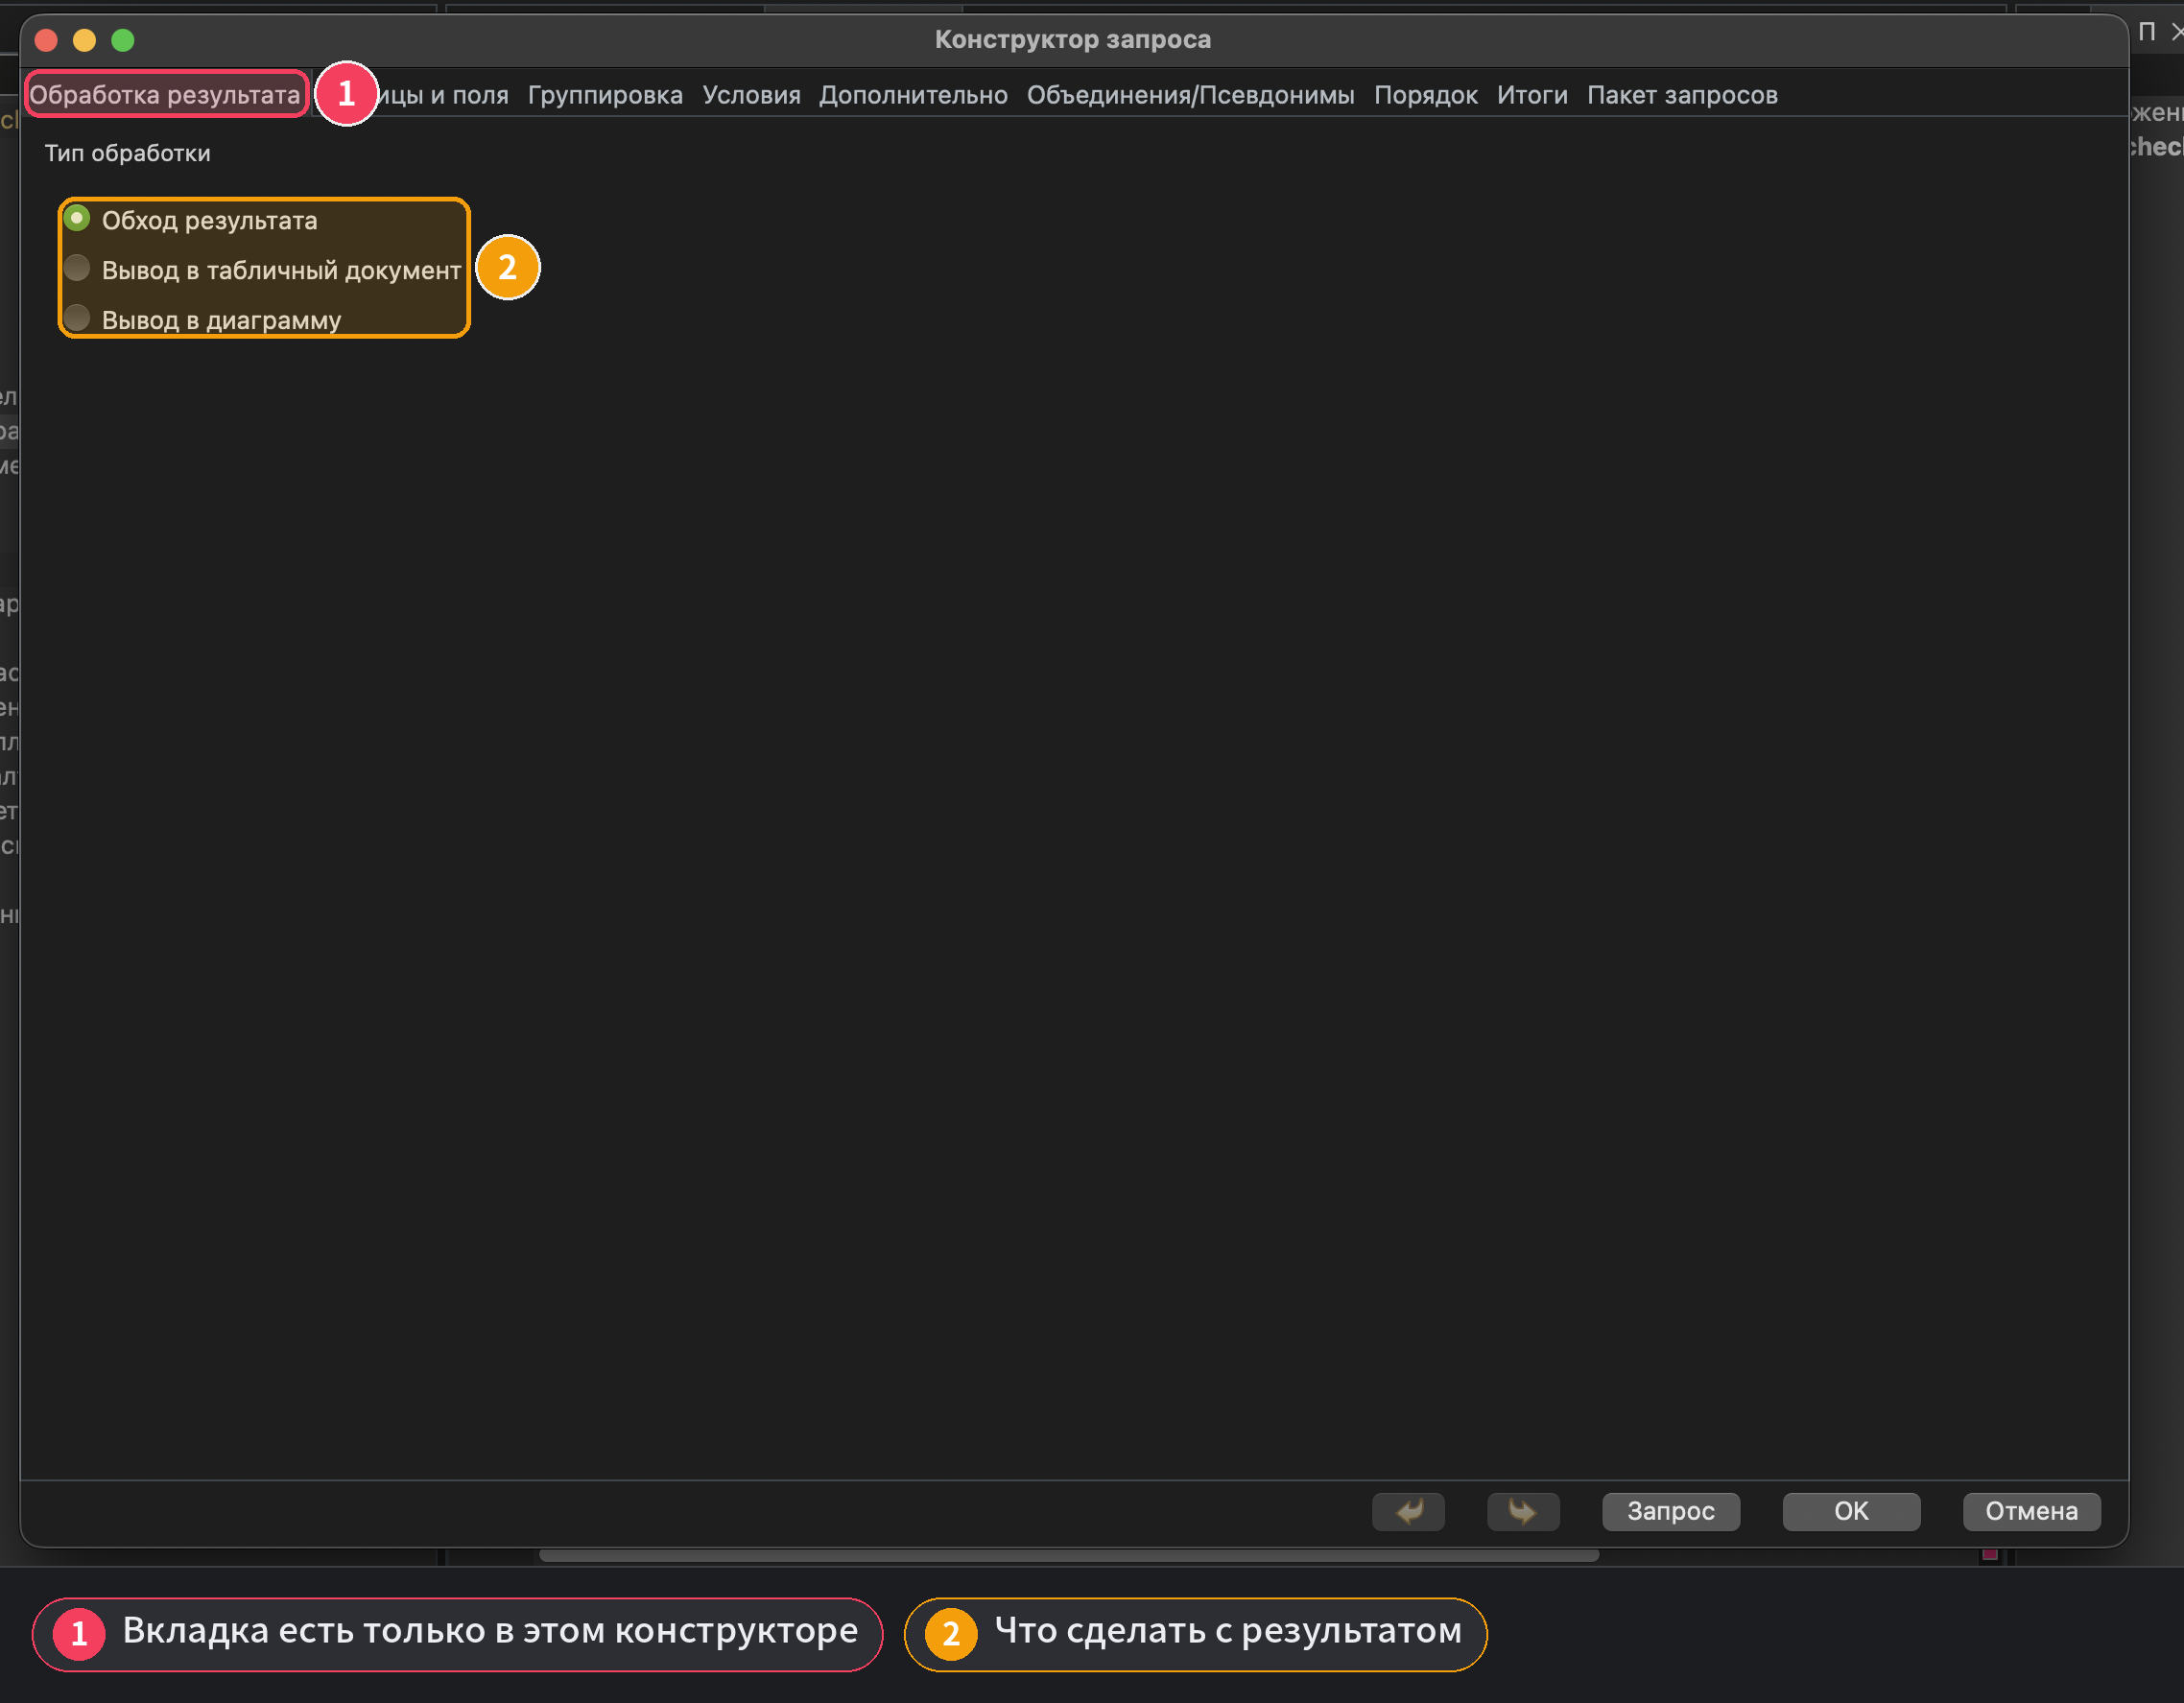 Конструктор запроса
Обработка результата 1 ицы и поля Группировка Условия Дополнительно Объединения/Псевдонимы Порядок Итоги Пакет запросов
Тип обработки
Обход результата
Вывод в табличный документ
2
Вывод в диаграмму
Запрос OK Отмена
1 Вкладка есть только в этом конструкторе 2 Что сделать с результатом